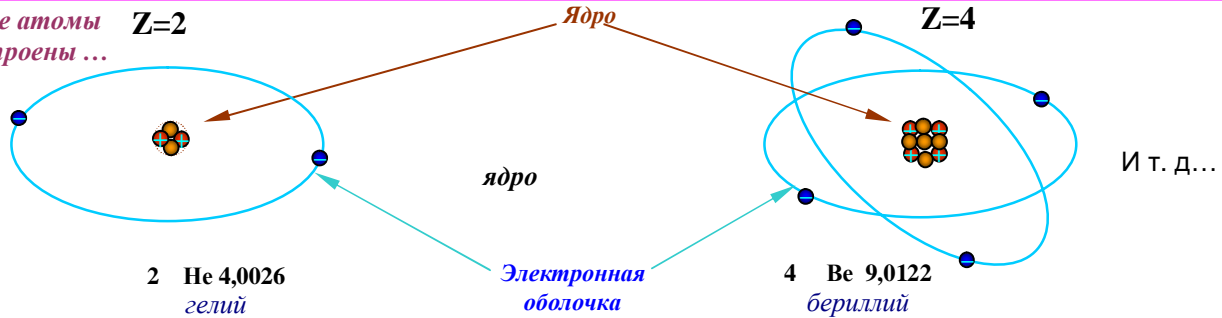 е атомы
троены …
Z=2
Ядро
Z=4
И т. д…
ядро
2 He 4,0026
гелий
Электронная
оболочка
4 Be 9,0122
бериллий